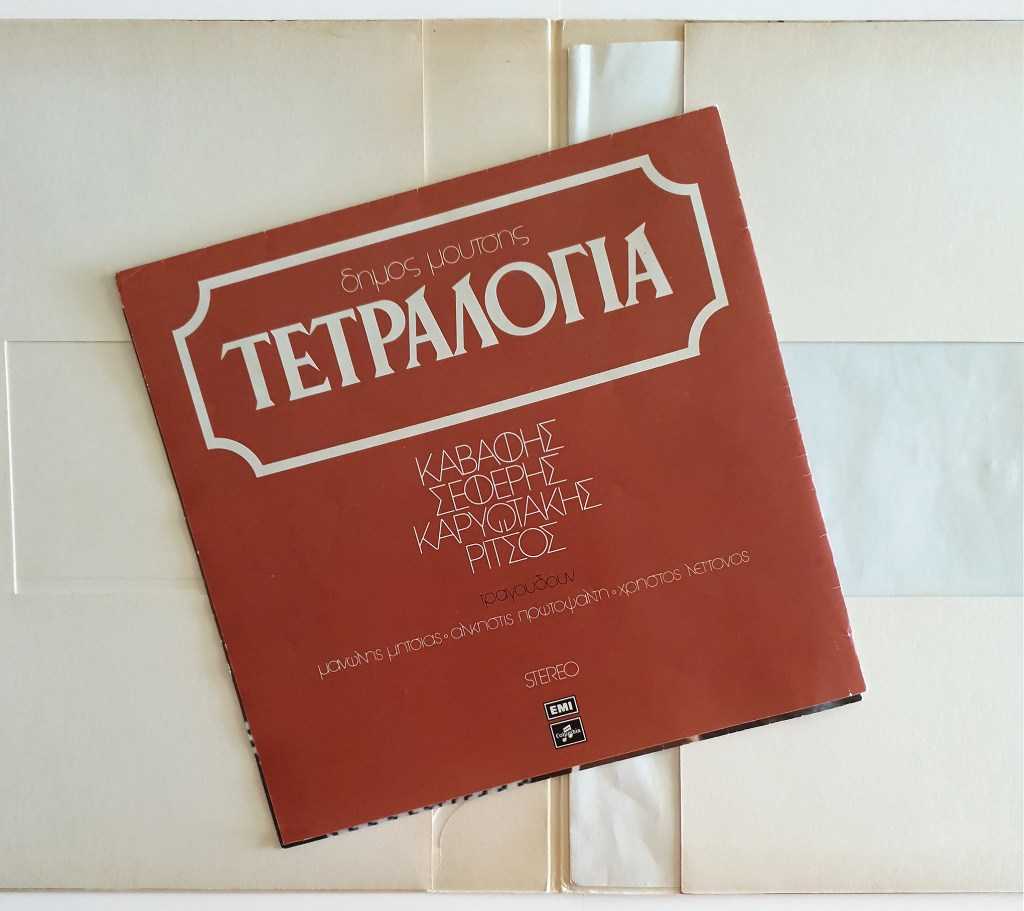 δημος μουτσης
ΤΕΤΡΑΛΟΓΙΑ
ΚΑΒΑΦΗΣ
ΣΕΦΕΡΗΣ
ΚΑΡΥΩΤΑΚΗΣ
ΡΙΤΣΟΣ
τραγουδουν
μανωλης μητσιας • αλκηστις πρωτοψαλτη • χρηστος λεττονος
STEREO
EMI
Columbia